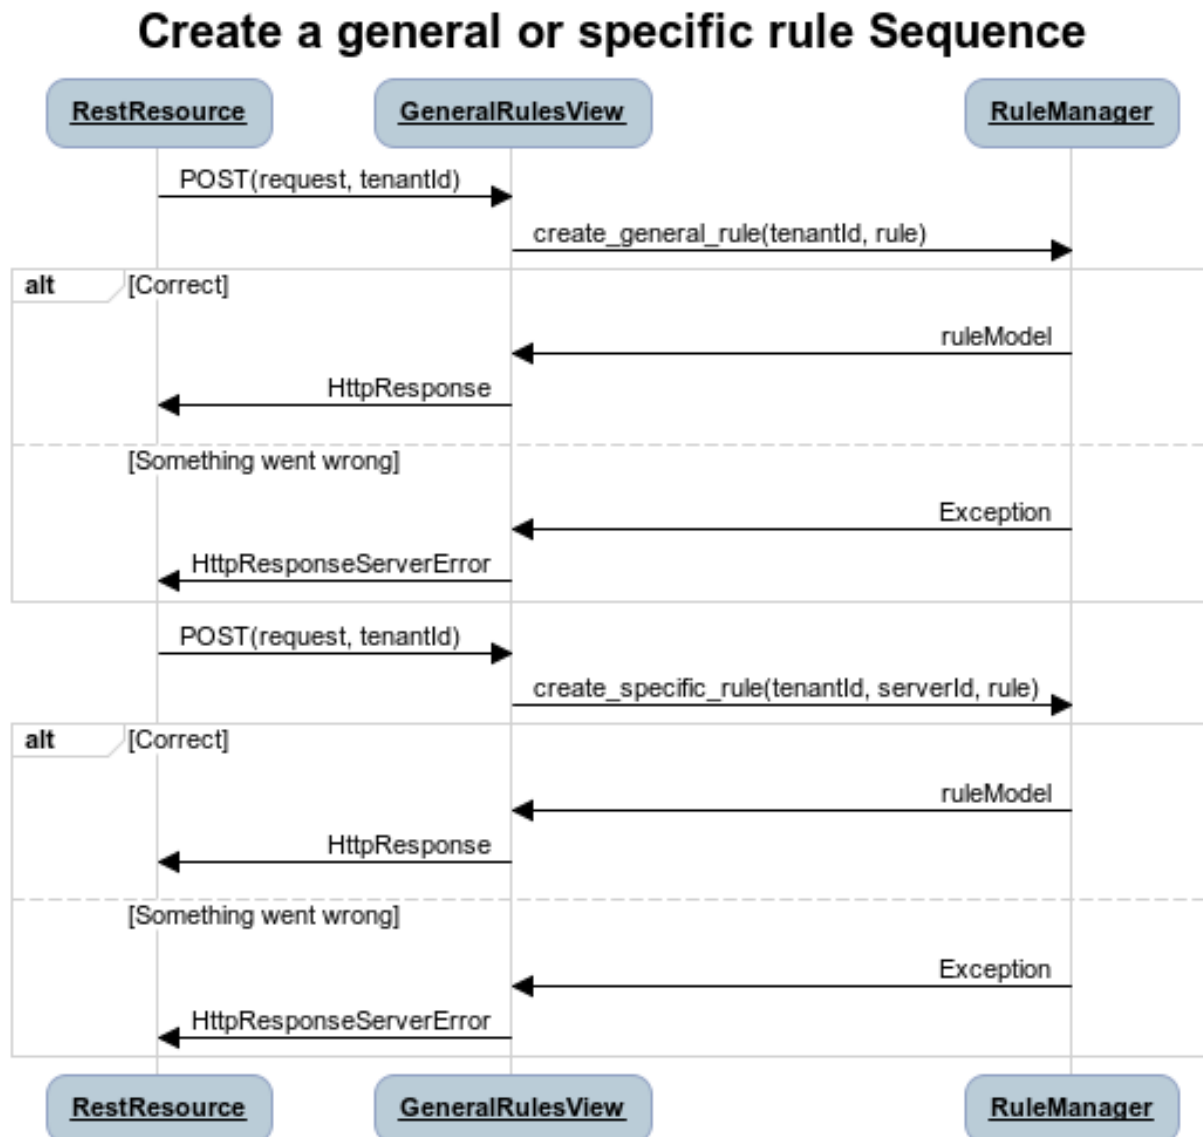 Create a general or specific rule Sequence
RestResource GeneralRulesView RuleManager
POST(request, tenantId)
create_general_rule(tenantId, rule)
alt [Correct]
ruleModel
HttpResponse
[Something went wrong]
Exception
HttpResponseServerError
POST(request, tenantId)
create_specific_rule(tenantId, serverId, rule)
alt [Correct]
ruleModel
HttpResponse
[Something went wrong]
Exception
HttpResponseServerError
RestResource GeneralRulesView RuleManager